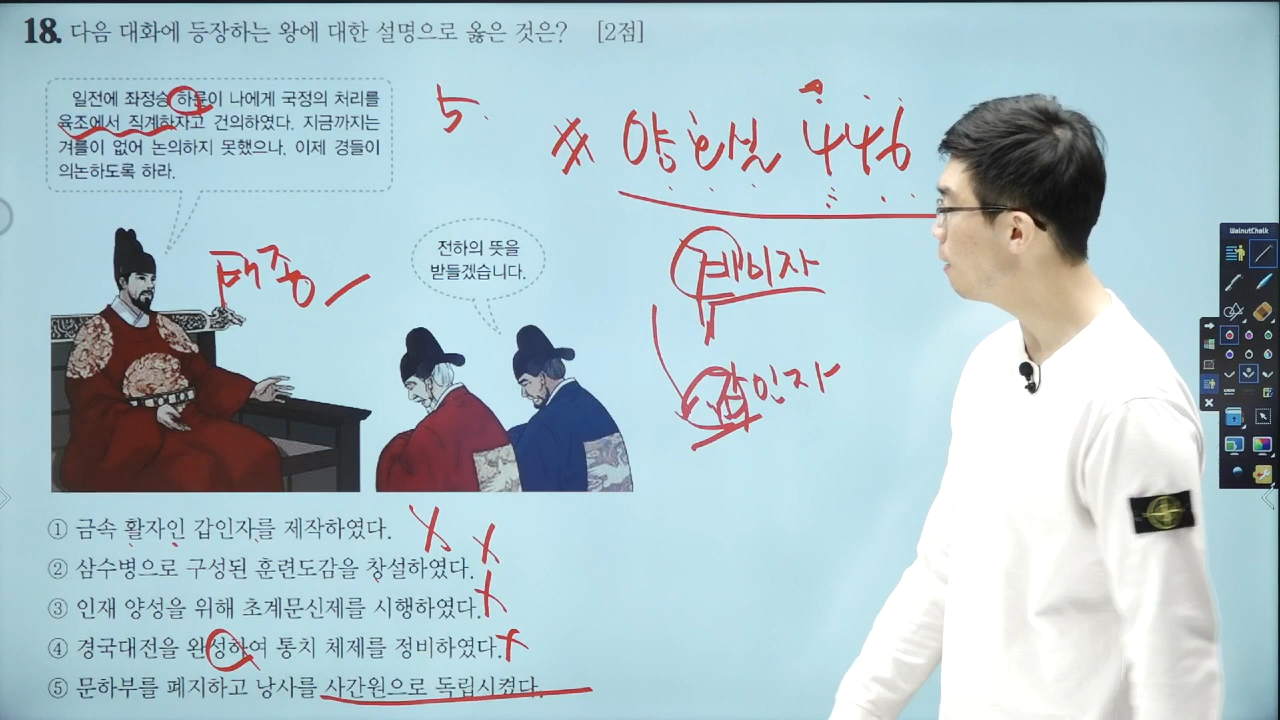 18. 다음 대화에 등장하는 왕에 대한 설명으로 옳은 것은? [2점]
일전에 좌정승 하륜이 나에게 국정의 처리를
육조에서 직계하자고 건의하였다. 지금까지는
겨를이 없어 논의하지 못했으나, 이제 경들이
의논하도록 하라.
5.
태종
전하의 뜻을
받들겠습니다.
446
계미자
갑인자
WalnutChalk
① 금속 활자인 갑인자를 제작하였다.
② 삼수병으로 구성된 훈련도감을 창설하였다.
③ 인재 양성을 위해 초계문신제를 시행하였다.
④ 경국대전을 완성하여 통치 체제를 정비하였다.
⑤ 문하부를 폐지하고 낭사를 사간원으로 독립시켰다.